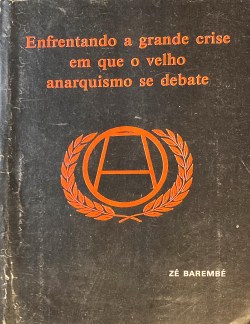 Enfrentando a grande crise
em que o velho
anarquismo se debate
ZÉ BAREMBÉ